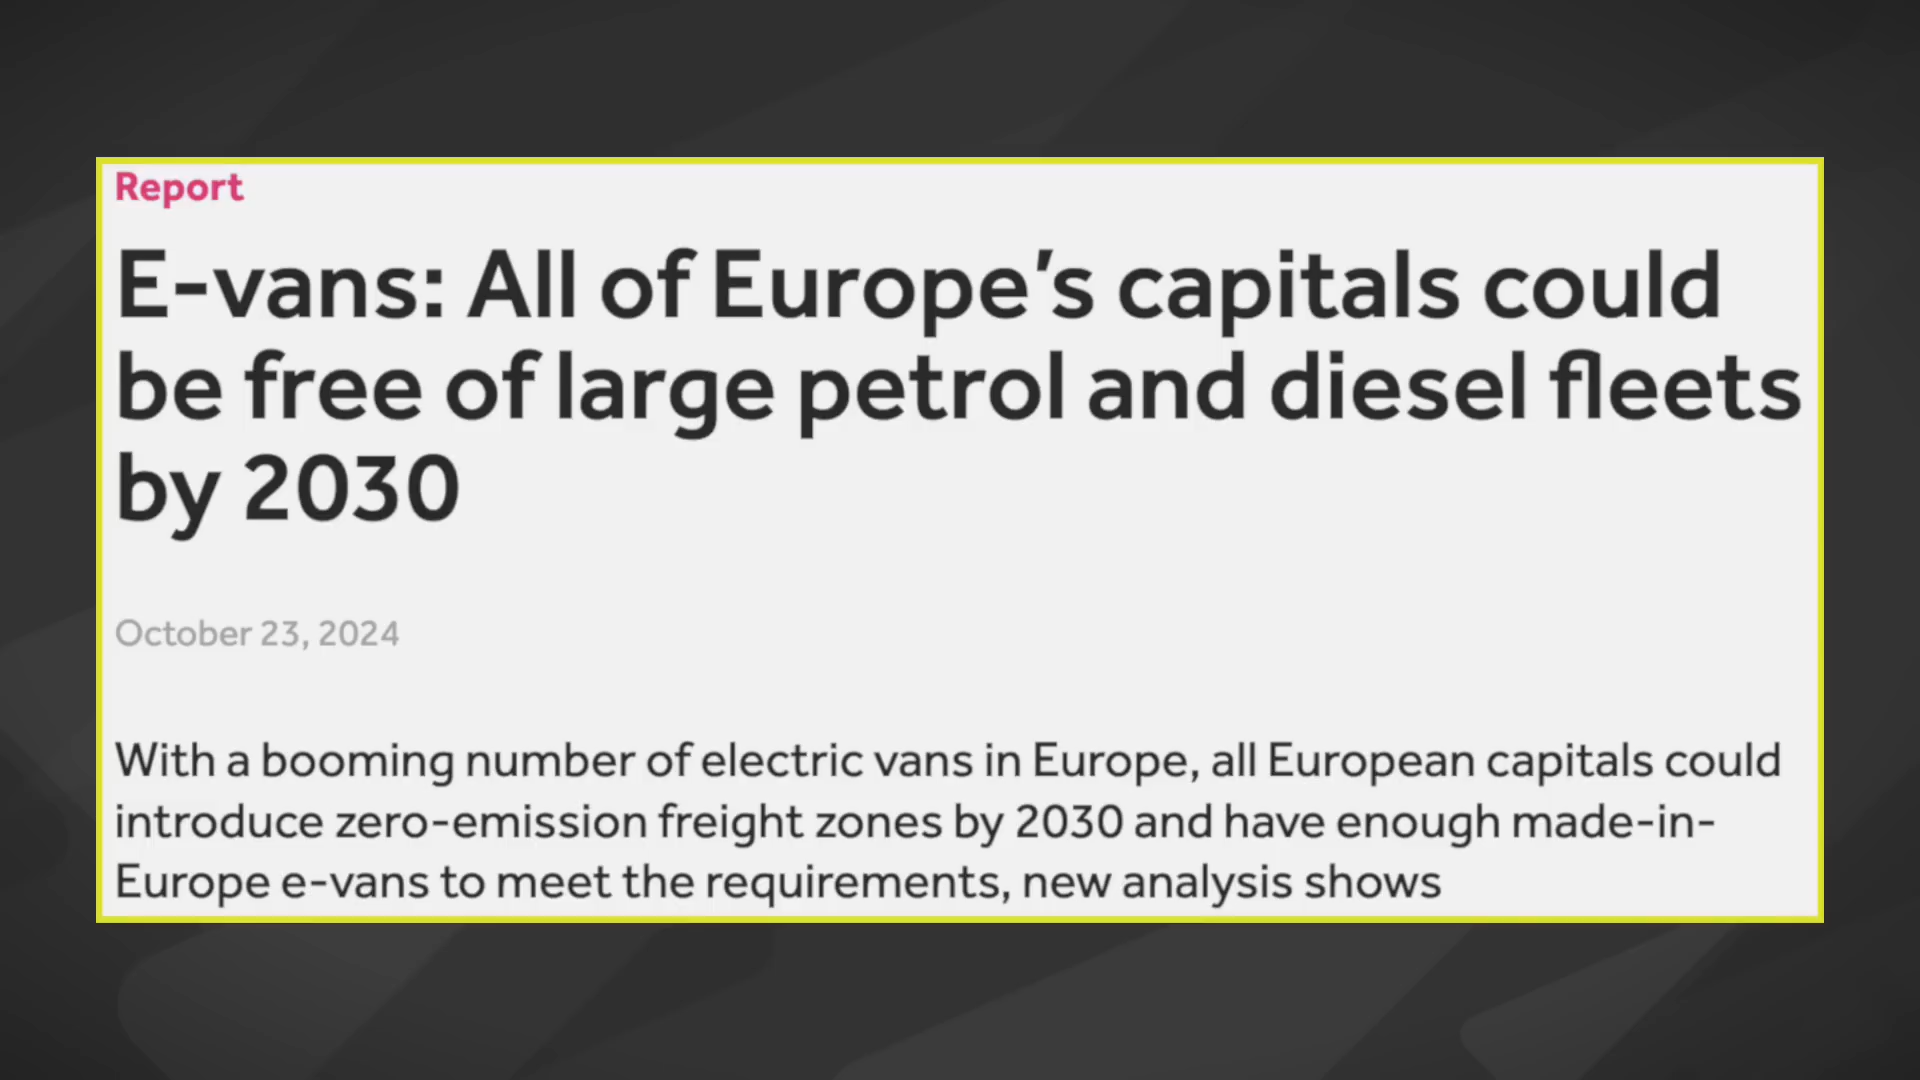 Report
E-vans: All of Europe’s capitals could
be free of large petrol and diesel fleets
by 2030
October 23, 2024
With a booming number of electric vans in Europe, all European capitals could
introduce zero-emission freight zones by 2030 and have enough made-in-
Europe e-vans to meet the requirements, new analysis shows